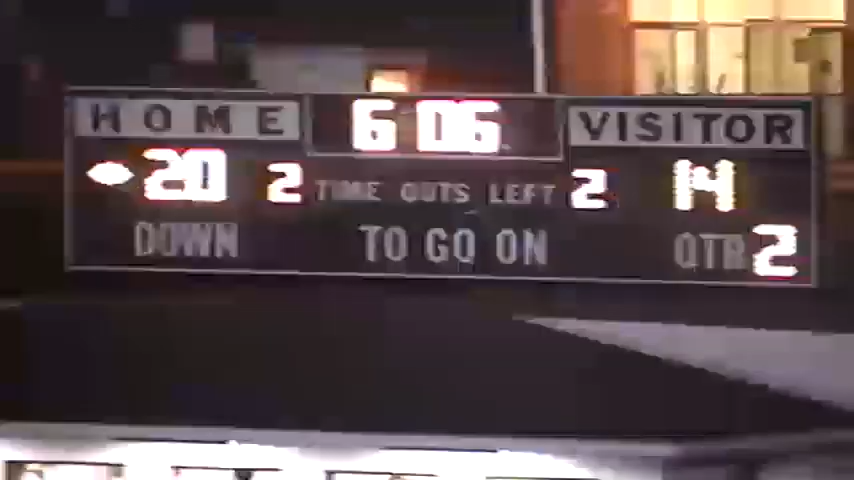 HOME 6 06 VISITOR
20 2 TIME OUTS LEFT 2 14
DOWN TO GO ON QTR 2